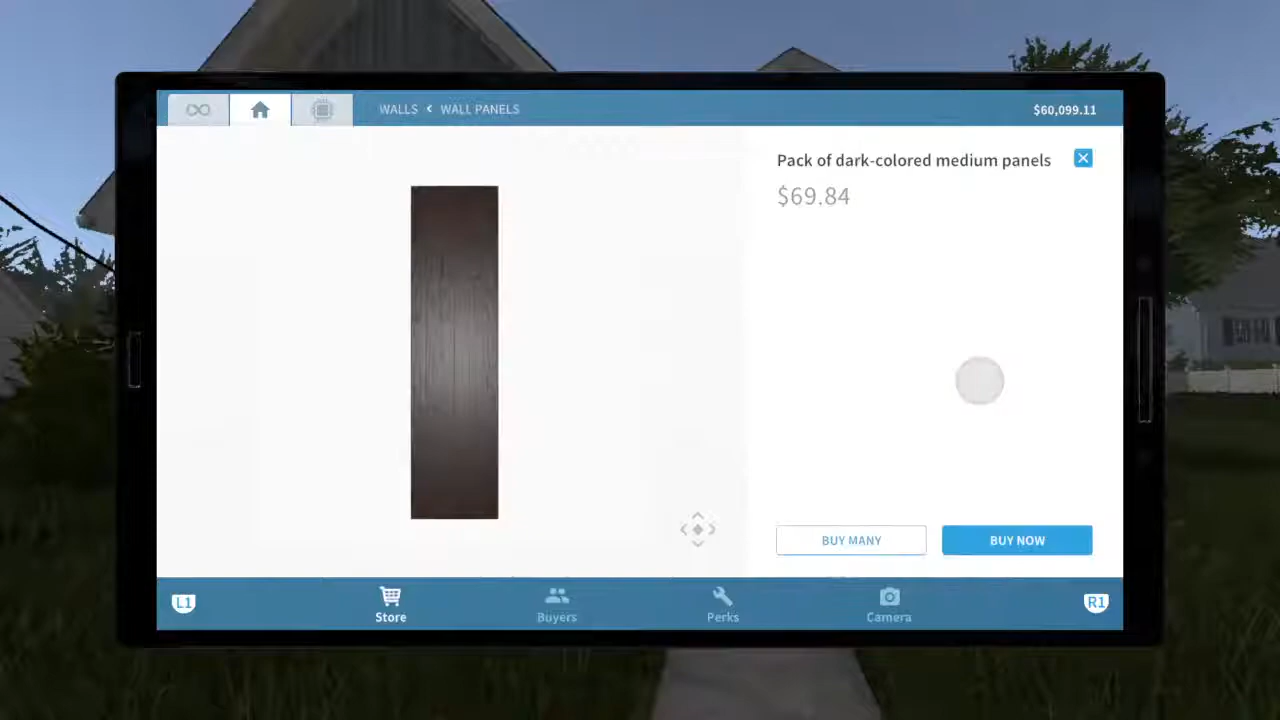 WALLS < WALL PANELS
$60,099.11
Pack of dark-colored medium panels
$69.84
BUY MANY
BUY NOW
L1
Store
Buyers
Perks
Camera
R1